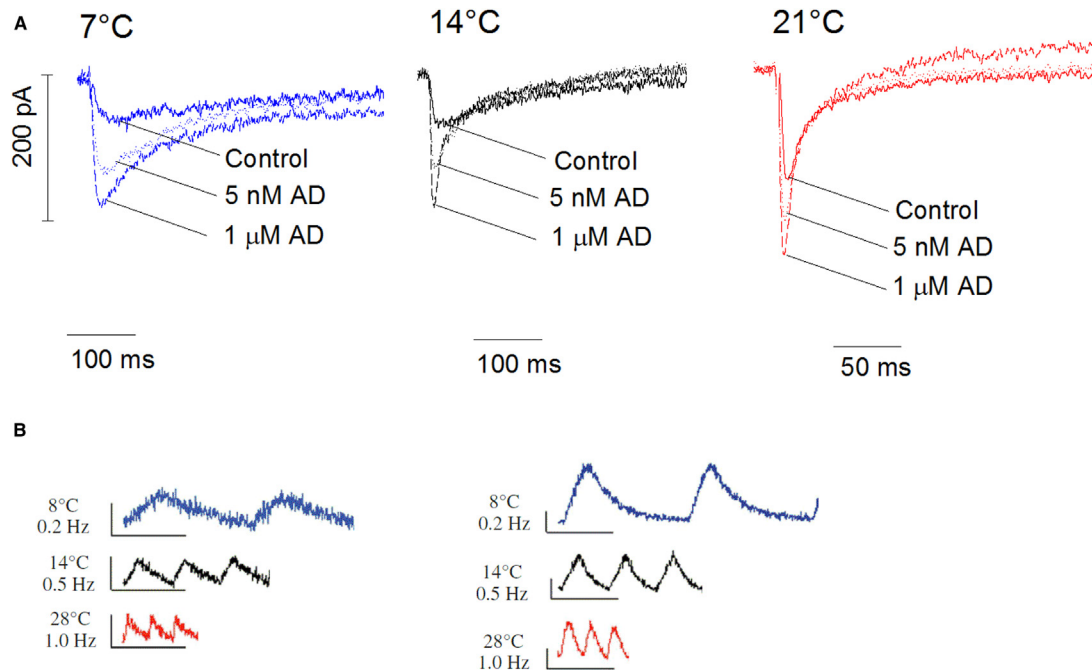 A
7°C
14°C
21°C
200 pA
Control
5 nM AD
1 μM AD
Control
5 nM AD
1 μM AD
Control
5 nM AD
1 μM AD
100 ms
100 ms
50 ms
B
8°C
0.2 Hz
14°C
0.5 Hz
28°C
1.0 Hz
8°C
0.2 Hz
14°C
0.5 Hz
28°C
1.0 Hz